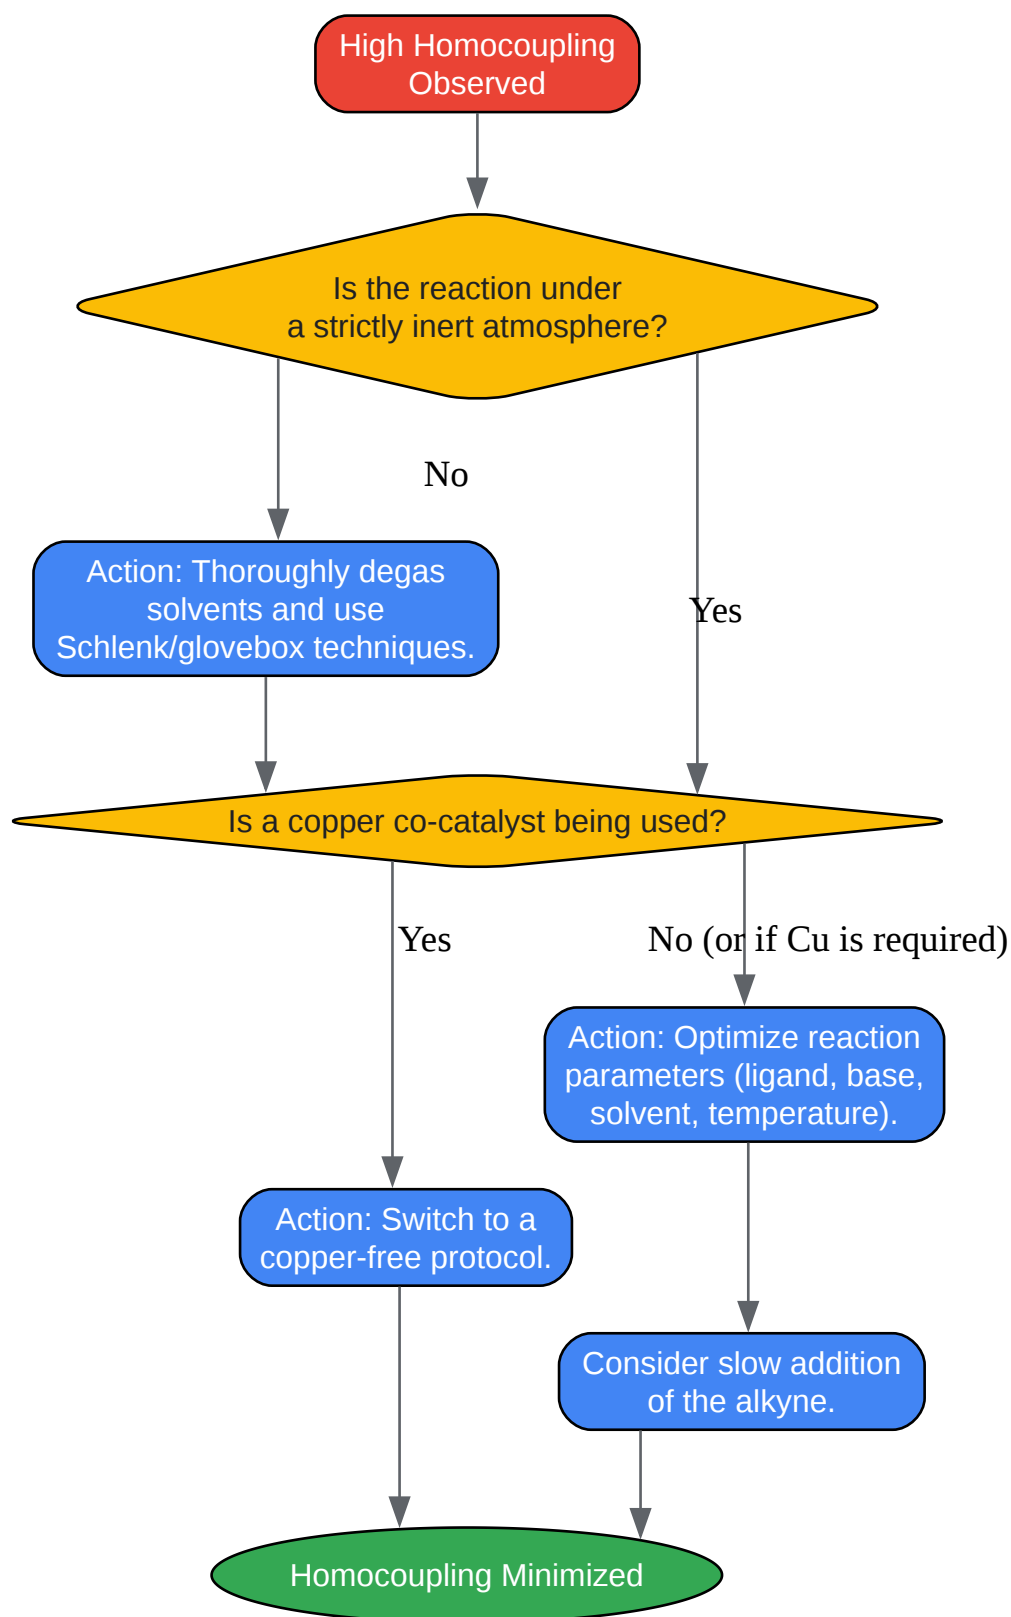 High Homocoupling
Observed
Is the reaction under
a strictly inert atmosphere?
No
Action: Thoroughly degas
solvents and use
Schlenk/glovebox techniques.
Yes
Is a copper co-catalyst being used?
Yes
No (or if Cu is required)
Action: Optimize reaction
parameters (ligand, base,
solvent, temperature).
Action: Switch to a
copper-free protocol.
Consider slow addition
of the alkyne.
Homocoupling Minimized